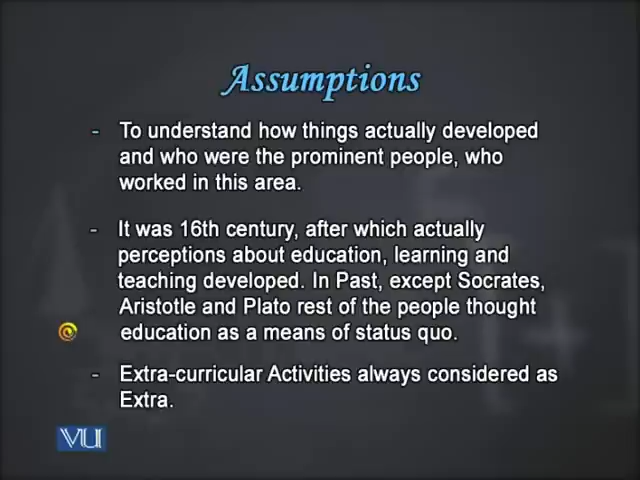 Assumptions
- To understand how things actually developed
and who were the prominent people, who
worked in this area.
- It was 16th century, after which actually
perceptions about education, learning and
teaching developed. In Past, except Socrates,
Aristotle and Plato rest of the people thought
education as a means of status quo.
- Extra-curricular Activities always considered as
Extra.
VU